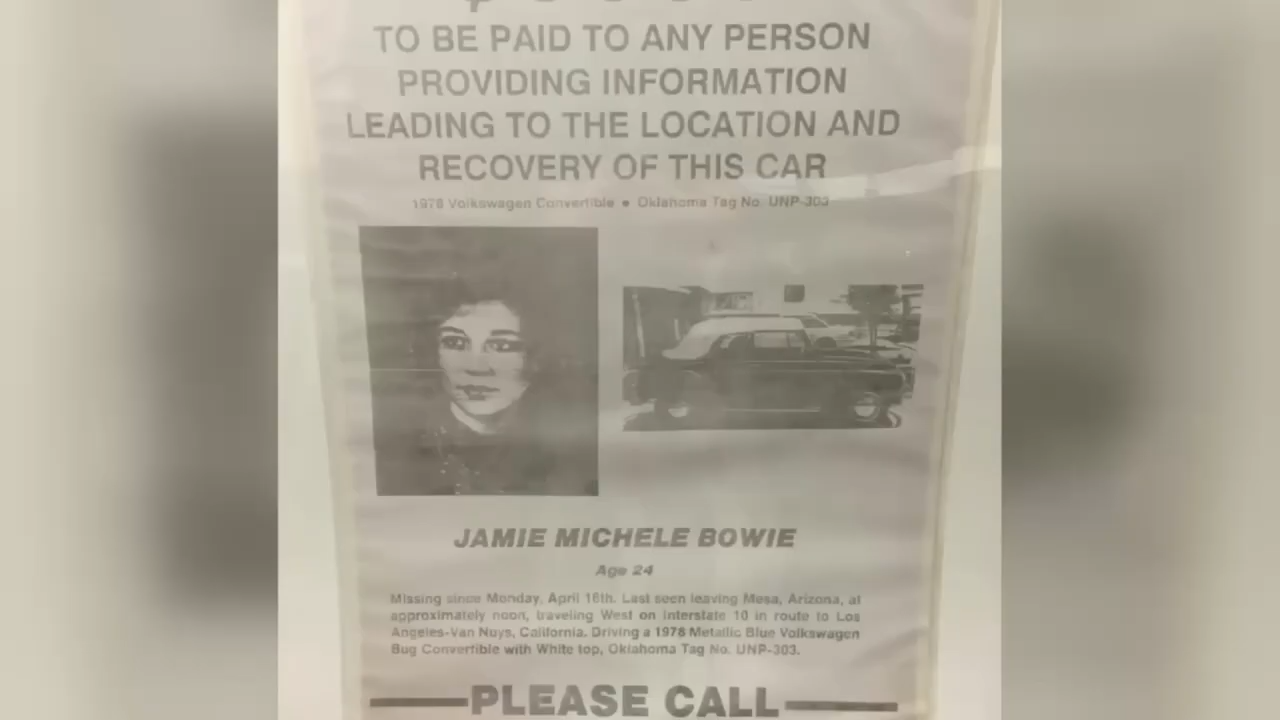 TO BE PAID TO ANY PERSON
PROVIDING INFORMATION
LEADING TO THE LOCATION AND
RECOVERY OF THIS CAR
1978 Volkswagen Convertible ● Oklahoma Tag No. UNP-303
JAMIE MICHELE BOWIE
Age 24
Missing since Monday, April 16th. Last seen leaving Mesa, Arizona, at
approximately noon, traveling West on Interstate 10 in route to Los
Angeles-Van Nuys, California. Driving a 1978 Metallic Blue Volkswagen
Bug Convertible with White top, Oklahoma Tag No. UNP-303.
PLEASE CALL